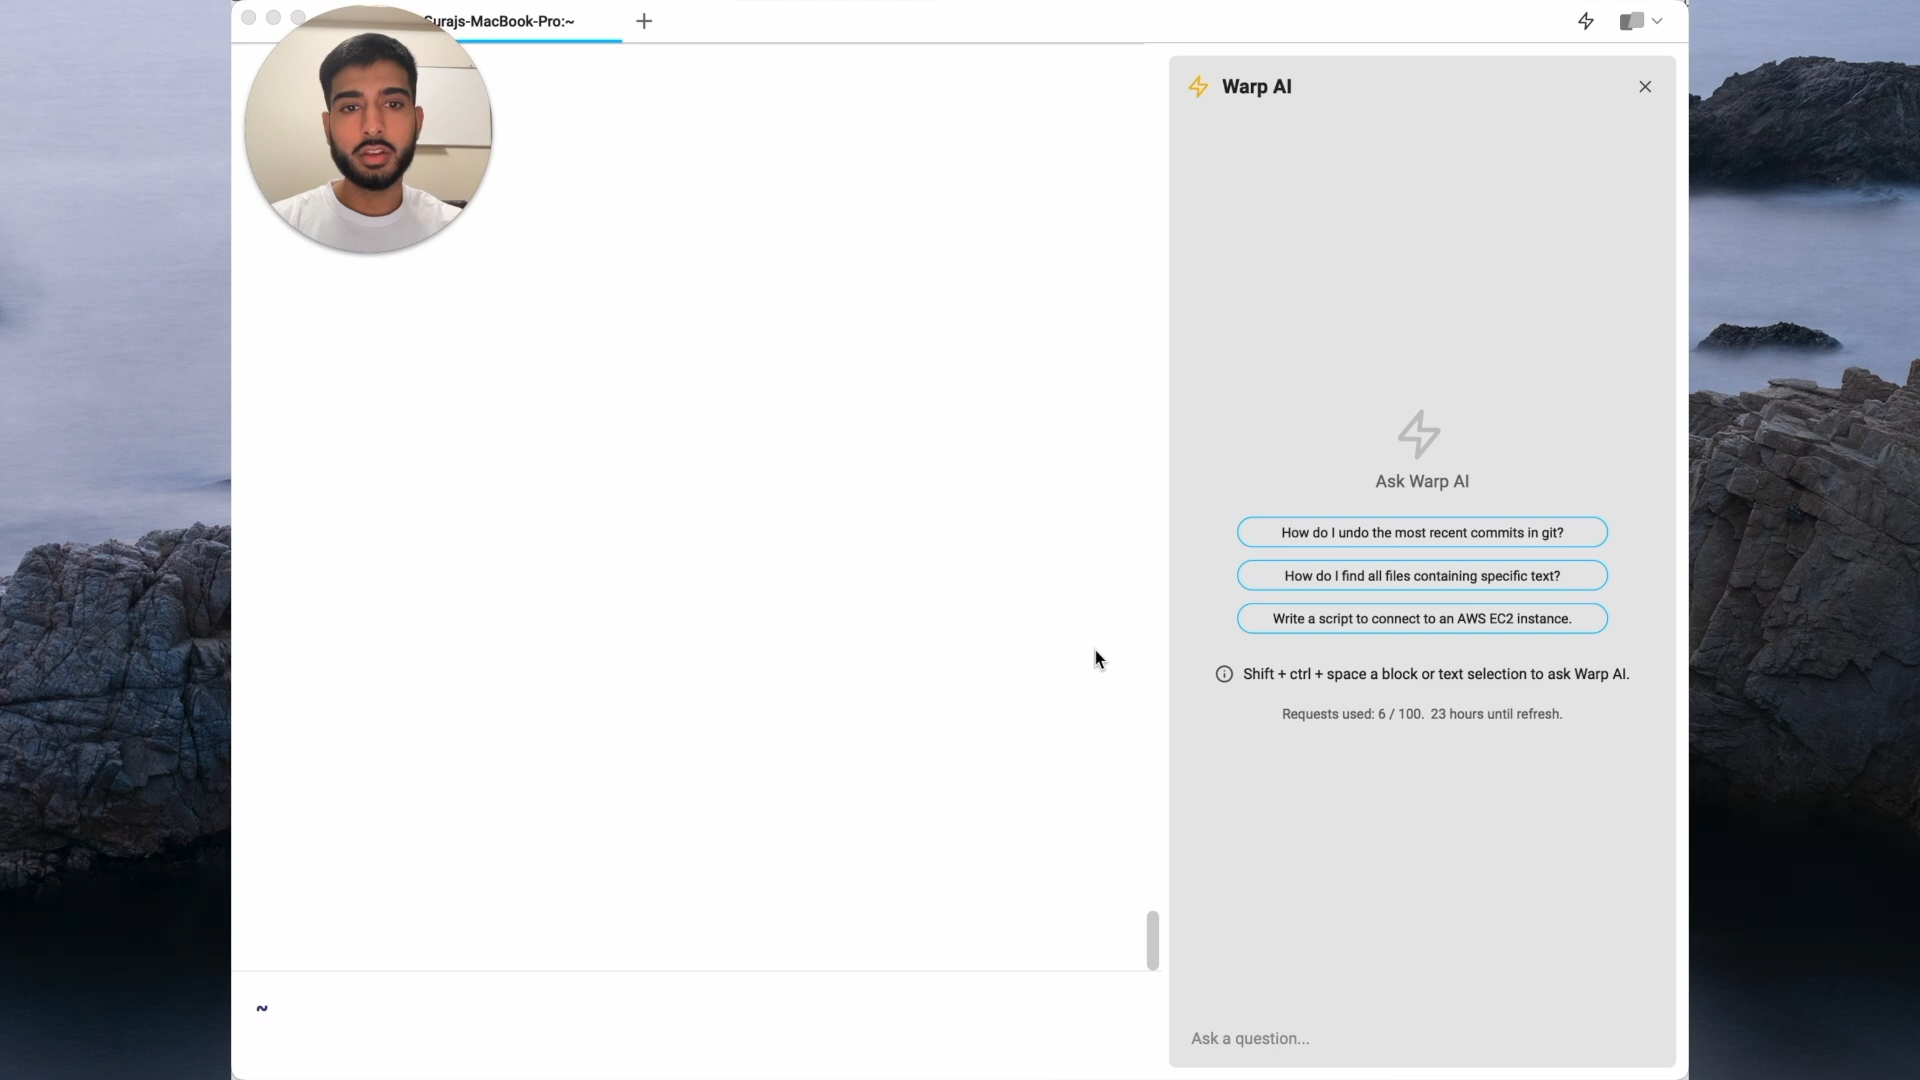 Surajs-MacBook-Pro:~
Warp AI
Ask Warp AI
How do I undo the most recent commits in git?
How do I find all files containing specific text?
Write a script to connect to an AWS EC2 instance.
Shift + ctrl + space a block or text selection to ask Warp AI.
Requests used: 6 / 100. 23 hours until refresh.
~
Ask a question...